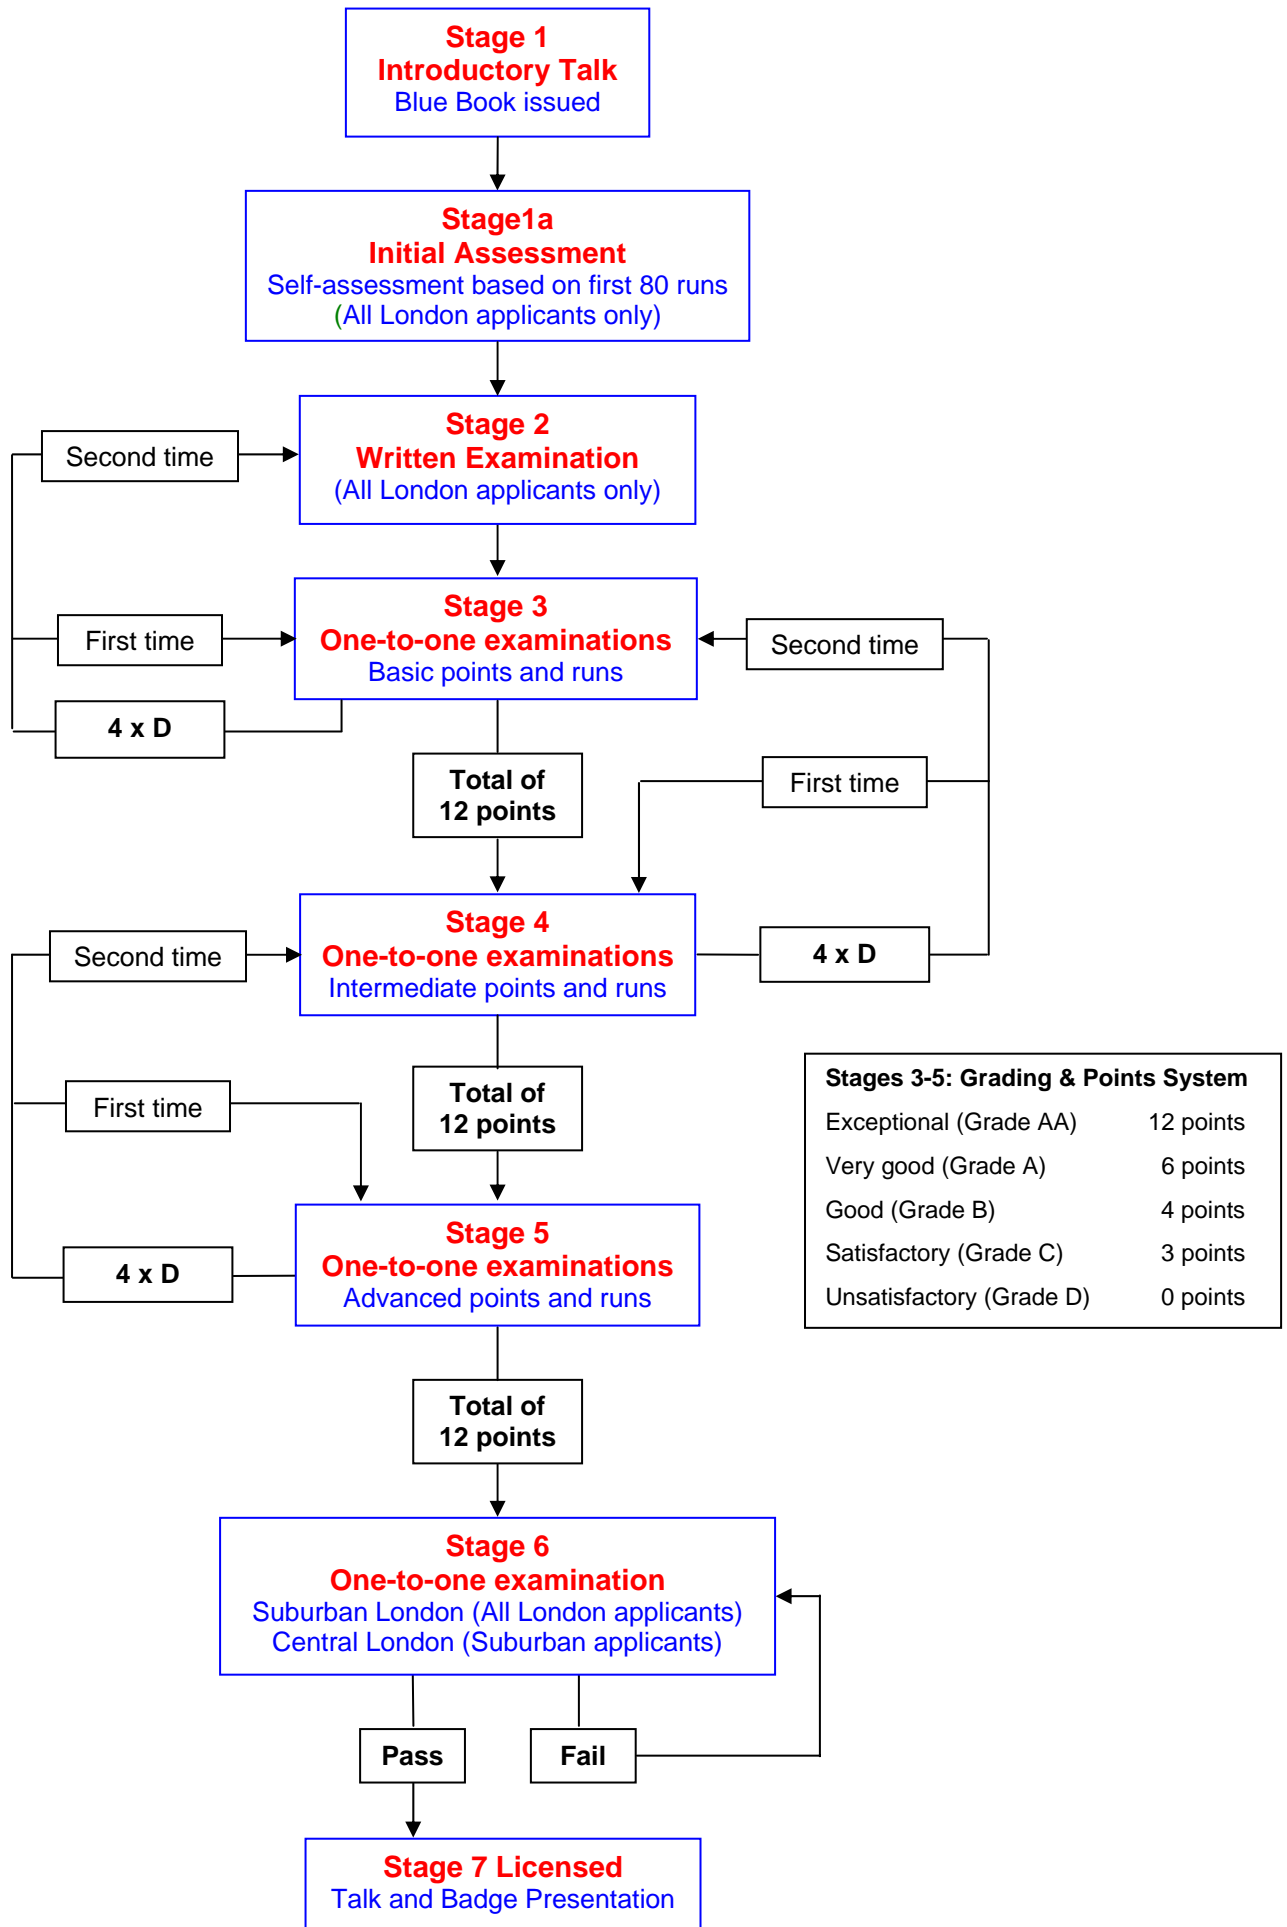 Stage 1
Introductory Talk
Blue Book issued
Stage1a
Initial Assessment
Self-assessment based on first 80 runs
(All London applicants only)
Stage 2
Written Examination
(All London applicants only)
Second time
Stage 3
One-to-one examinations
Basic points and runs
First time
Second time
4 x D
Total of
12 points
First time
Stage 4
One-to-one examinations
Intermediate points and runs
Second time
4 x D
Total of
12 points
First time
Stages 3-5: Grading & Points System
Exceptional (Grade AA) 12 points
Very good (Grade A) 6 points
Good (Grade B) 4 points
Satisfactory (Grade C) 3 points
Unsatisfactory (Grade D) 0 points
Stage 5
One-to-one examinations
Advanced points and runs
4 x D
Total of
12 points
Stage 6
One-to-one examination
Suburban London (All London applicants)
Central London (Suburban applicants)
Pass
Fail
Stage 7 Licensed
Talk and Badge Presentation